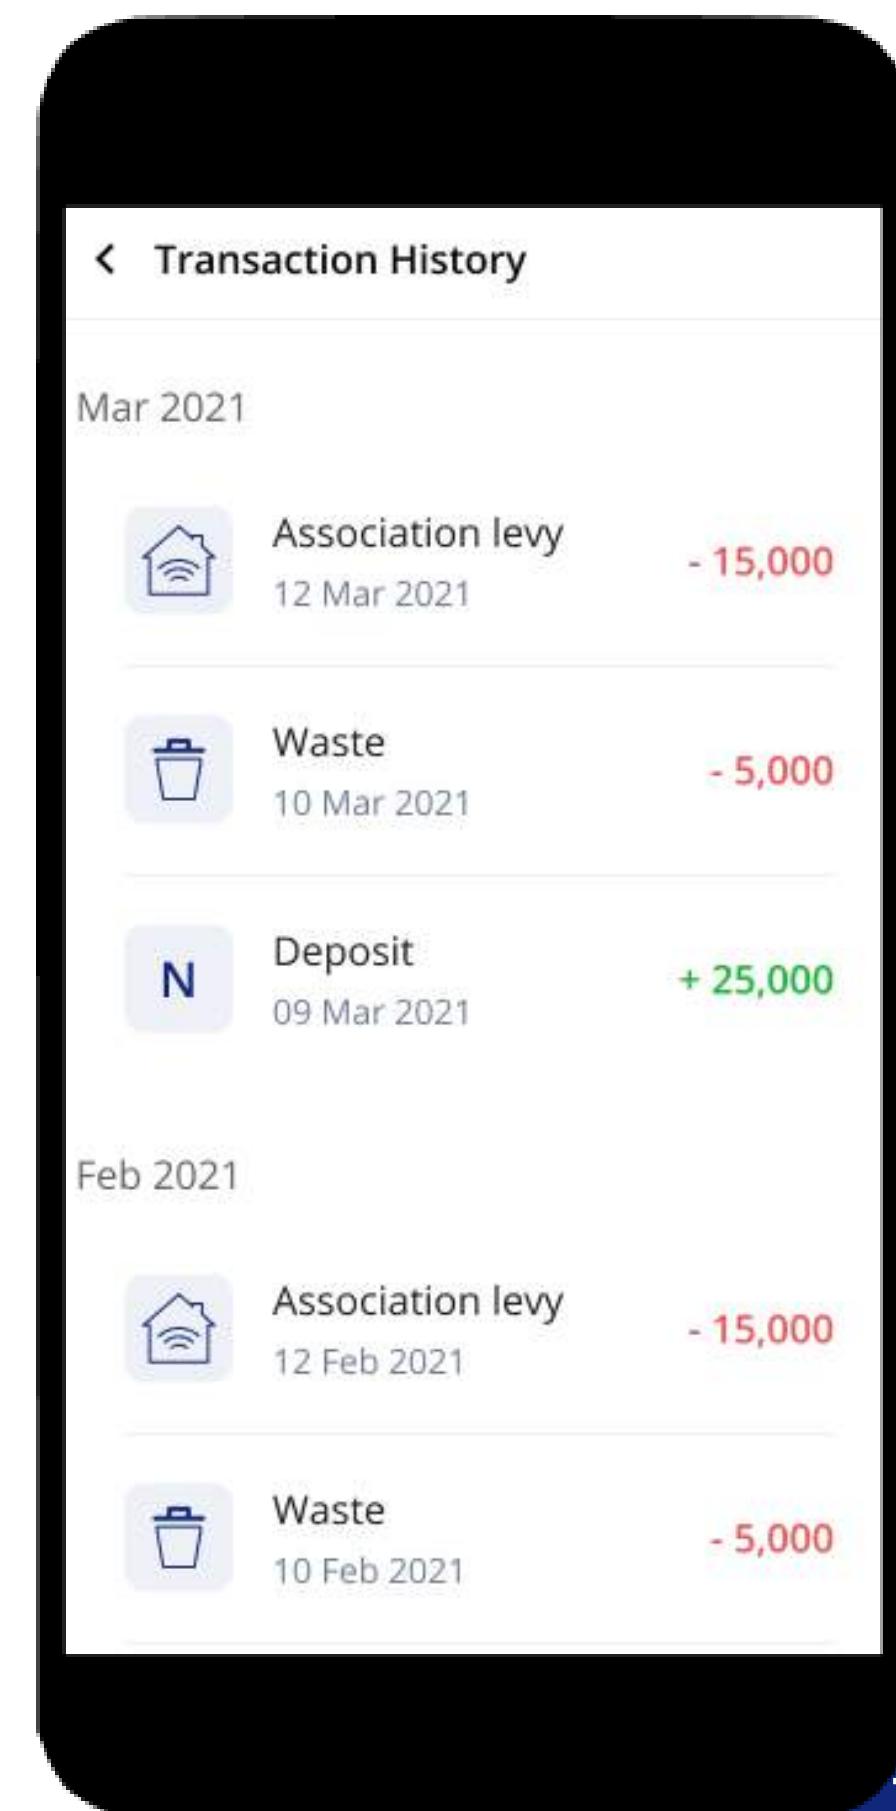 Transaction History
Mar 2021
Association levy
12 Mar 2021
- 15,000
Waste
10 Mar 2021
- 5,000
N
Deposit
09 Mar 2021
+ 25,000
Feb 2021
Association levy
12 Feb 2021
- 15,000
Waste
10 Feb 2021
- 5,000